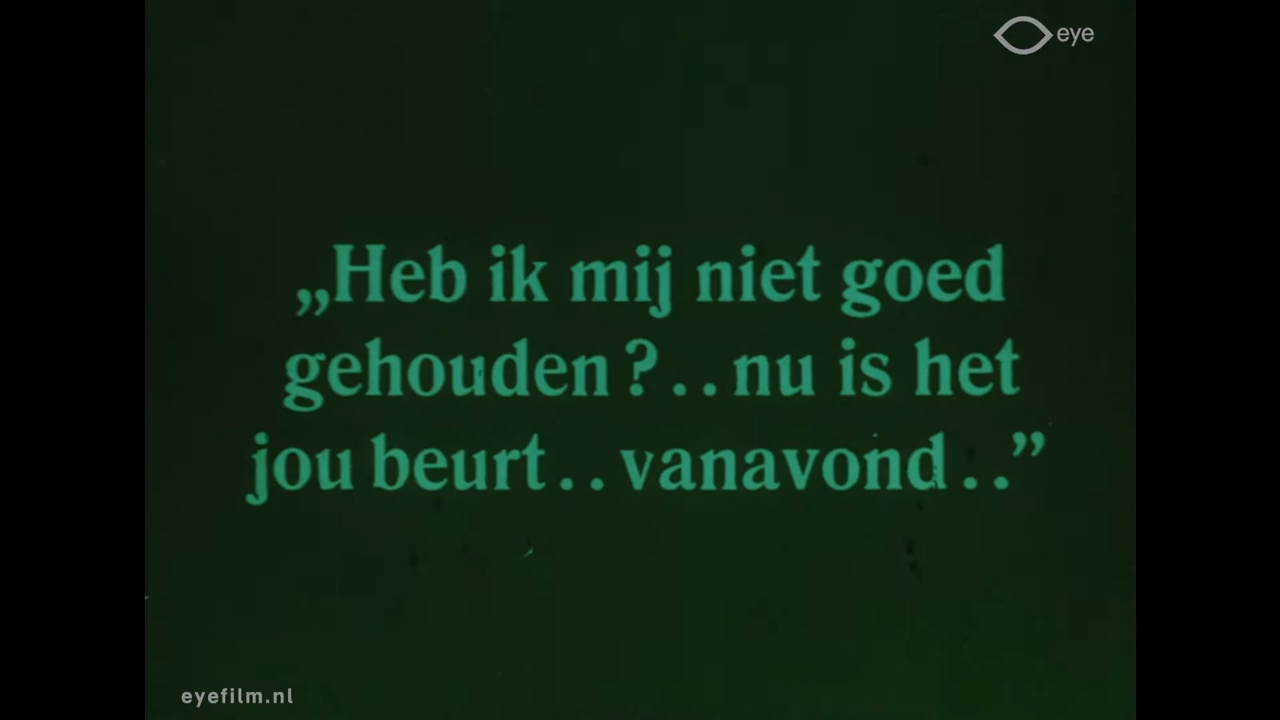 eye
„Heb ik mij niet goed
gehouden ?.. nu is het
jou beurt.. vanavond..”
eyefilm.nl